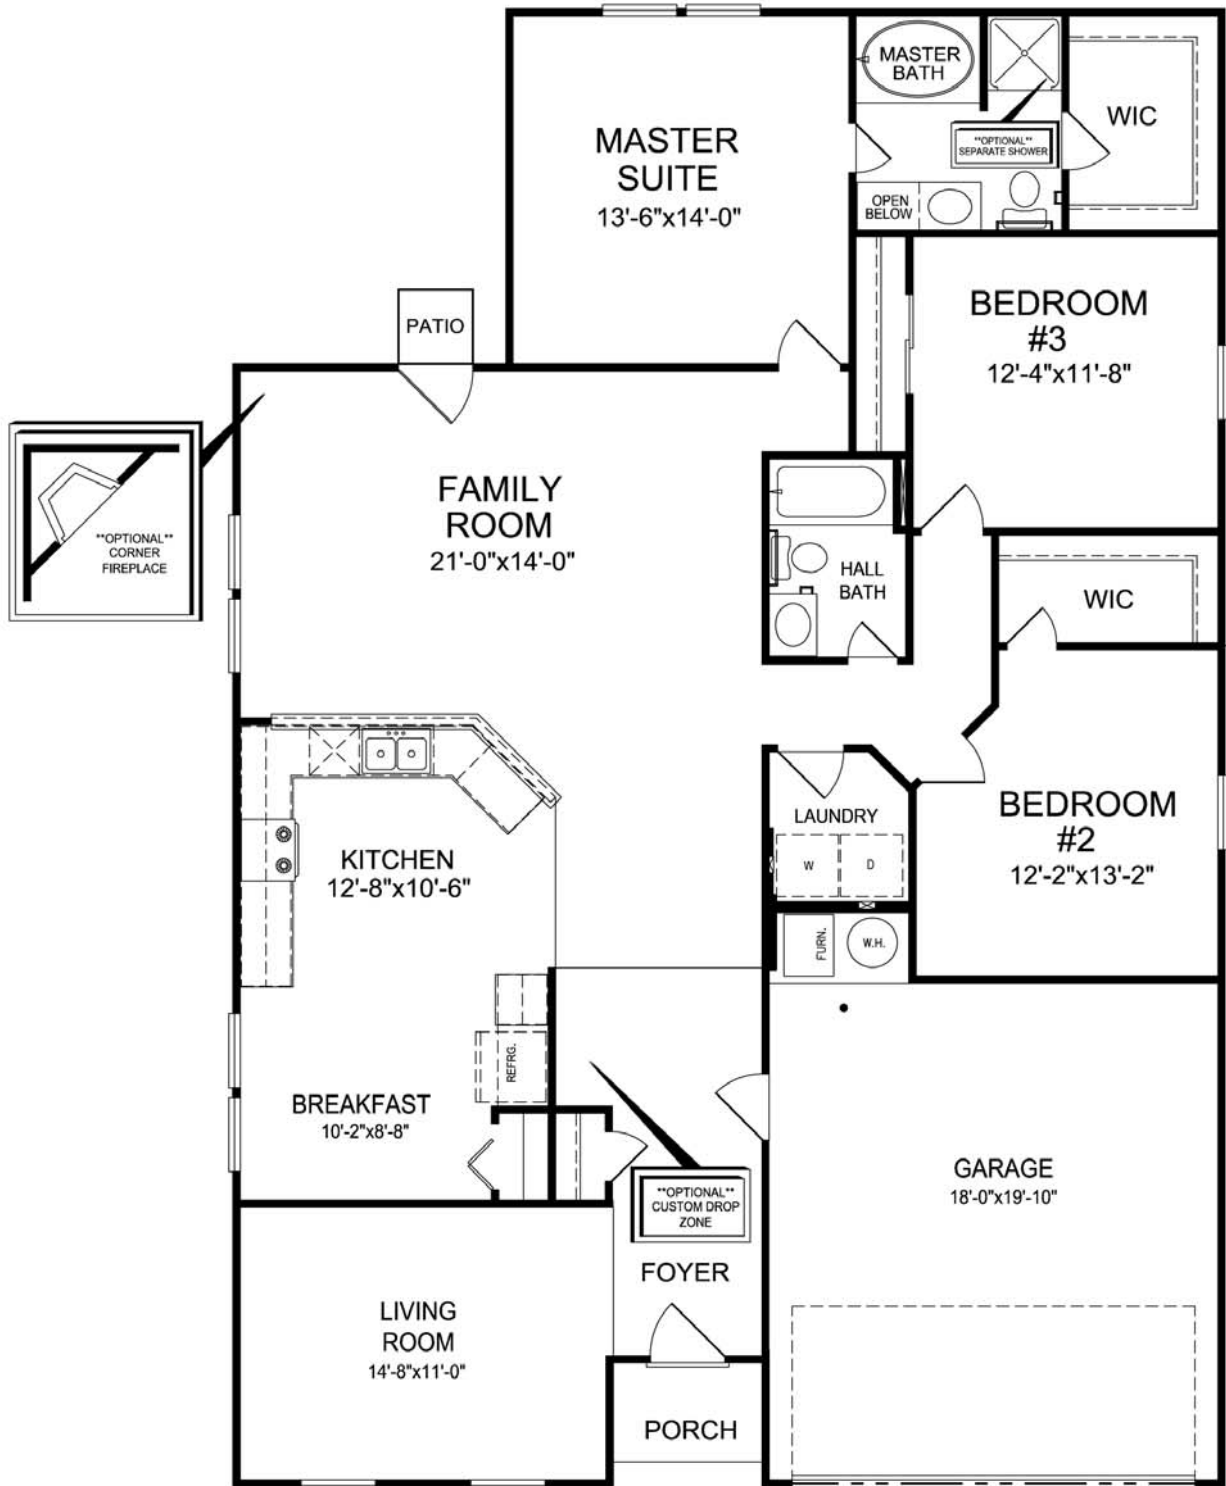 MASTER
BATH
WIC
**OPTIONAL**
SEPARATE SHOWER
MASTER
SUITE
13'-6"x14'-0"
OPEN
BELOW
PATIO
BEDROOM
#3
12'-4"x11'-8"
**OPTIONAL**
CORNER
FIREPLACE
FAMILY
ROOM
21'-0"x14'-0"
HALL
BATH
WIC
LAUNDRY
W
D
BEDROOM
#2
12'-2"x13'-2"
KITCHEN
12'-8"x10'-6"
FURN.
W.H.
REFRG.
BREAKFAST
10'-2"x8'-8"
**OPTIONAL**
CUSTOM DROP
ZONE
GARAGE
18'-0"x19'-10"
FOYER
LIVING
ROOM
14'-8"x11'-0"
PORCH